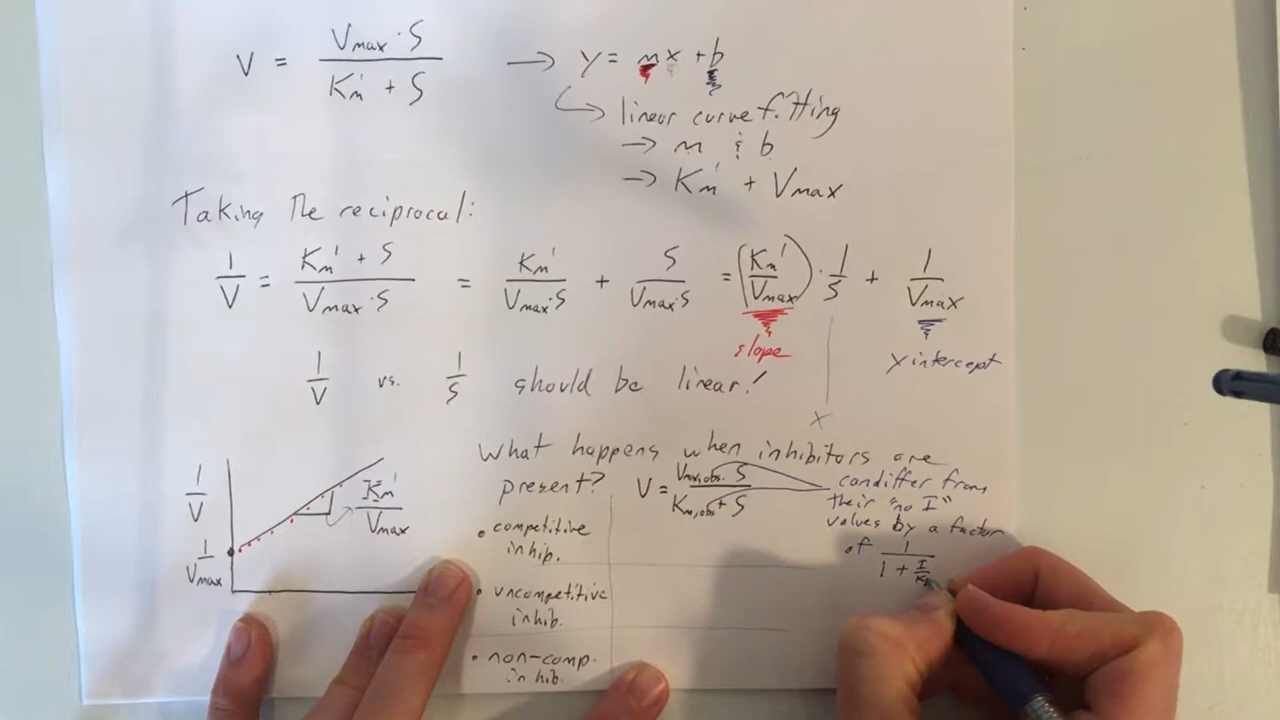 V = Vmax · S / Km' + S → y = mx + b
↳ linear curve fitting
→ m & b
→ Km' + Vmax
Taking the reciprocal:
1/V = Km' + S / Vmax · S = Km' / Vmax · S + S / Vmax · S = (Km' / Vmax) · 1/S + 1/Vmax
slope
y intercept
1/V vs. 1/S should be linear!
x
1/V
1/Vmax
Km' / Vmax
What happens when inhibitors are
present?
V = Vmax,obs · S / Km,obs + S
can differ from
their "no I"
values by a factor
of 1 / 1 + I/K
• competitive
inhib.
• uncompetitive
inhib.
• non-comp.
inhib.